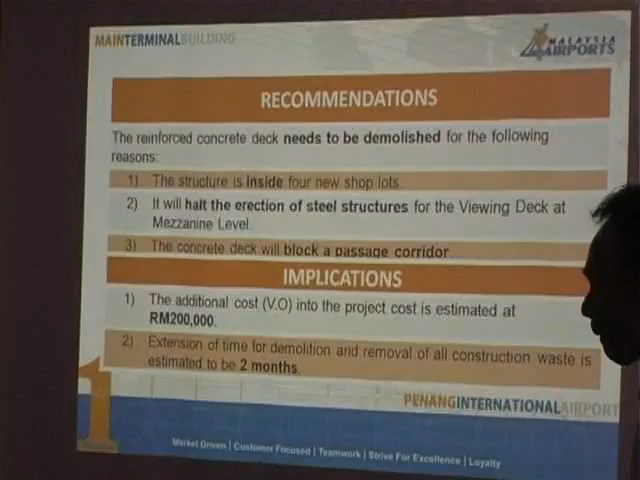 MAINTERMINALBUILDING
MALAYSIA
AIRPORTS
RECOMMENDATIONS
The reinforced concrete deck needs to be demolished for the following
reasons:
1) The structure is inside four new shop lots.
2) It will halt the erection of steel structures for the Viewing Deck at
Mezzanine Level.
3) The concrete deck will block a passage corridor
IMPLICATIONS
1) The additional cost (V.O) into the project cost is estimated at
RM200,000.
2) Extension of time for demolition and removal of all construction waste is
estimated to be 2 months.
PENANGINTERNATIONALAIRPORT
1
Market Driven | Customer Focused | Teamwork | Strive For Excellence | Loyalty